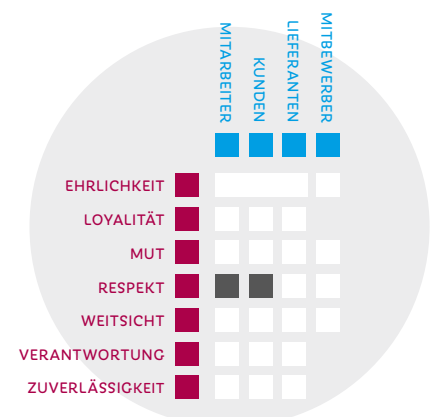 MITARBEITER
KUNDEN
LIEFERANTEN
MITBEWERBER
EHRLICHKEIT
LOYALITÄT
MUT
RESPEKT
WEITSICHT
VERANTWORTUNG
ZUVERLÄSSIGKEIT